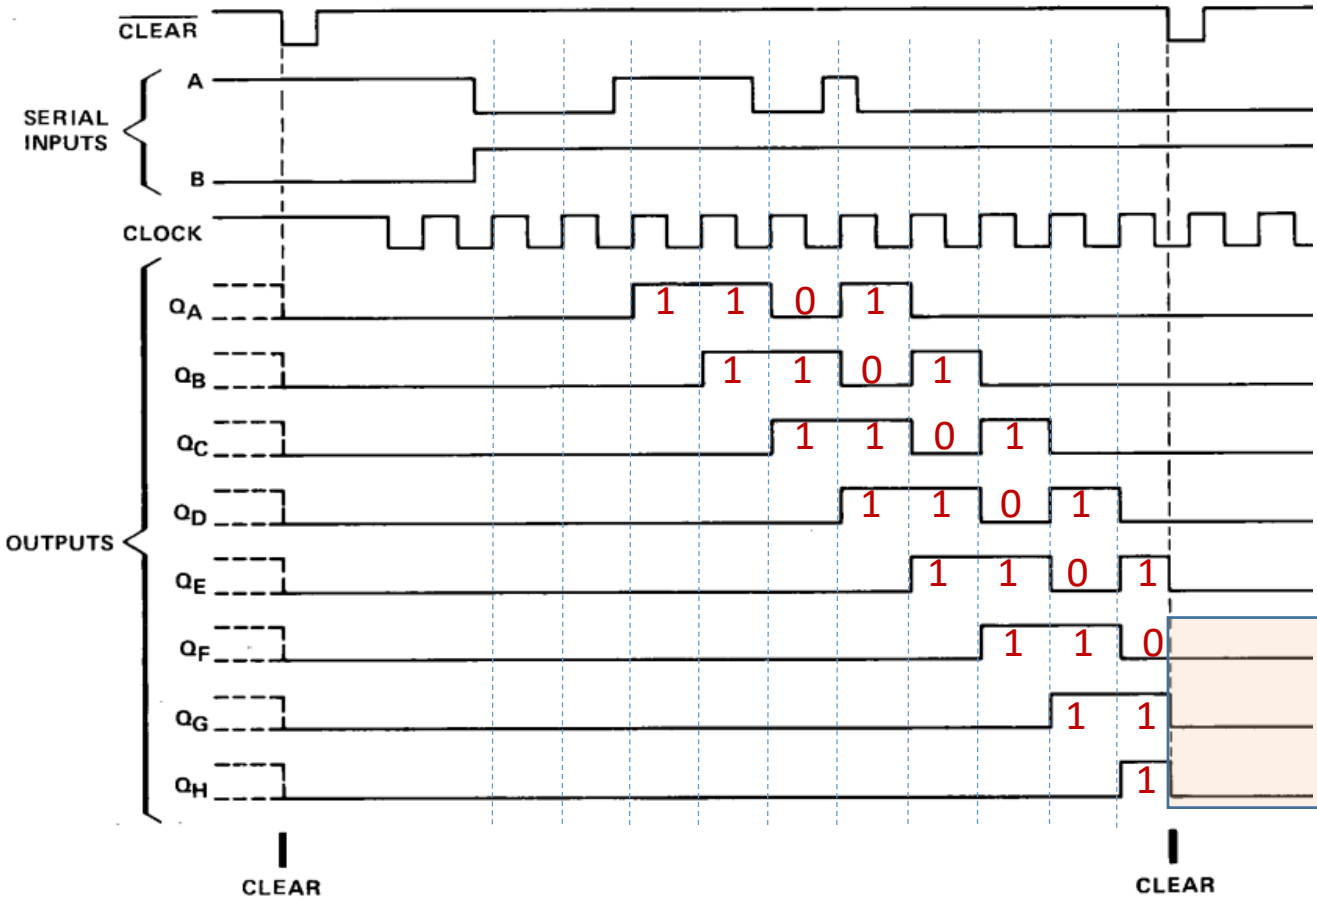 CLEAR
A
SERIAL
INPUTS
B
CLOCK
QA 1 1 0 1
QB 1 1 0 1
QC 1 1 0 1
QD 1 1 0 1
OUTPUTS
QE 1 1 0 1
QF 1 1 0
QG 1 1
QH 1
CLEAR CLEAR